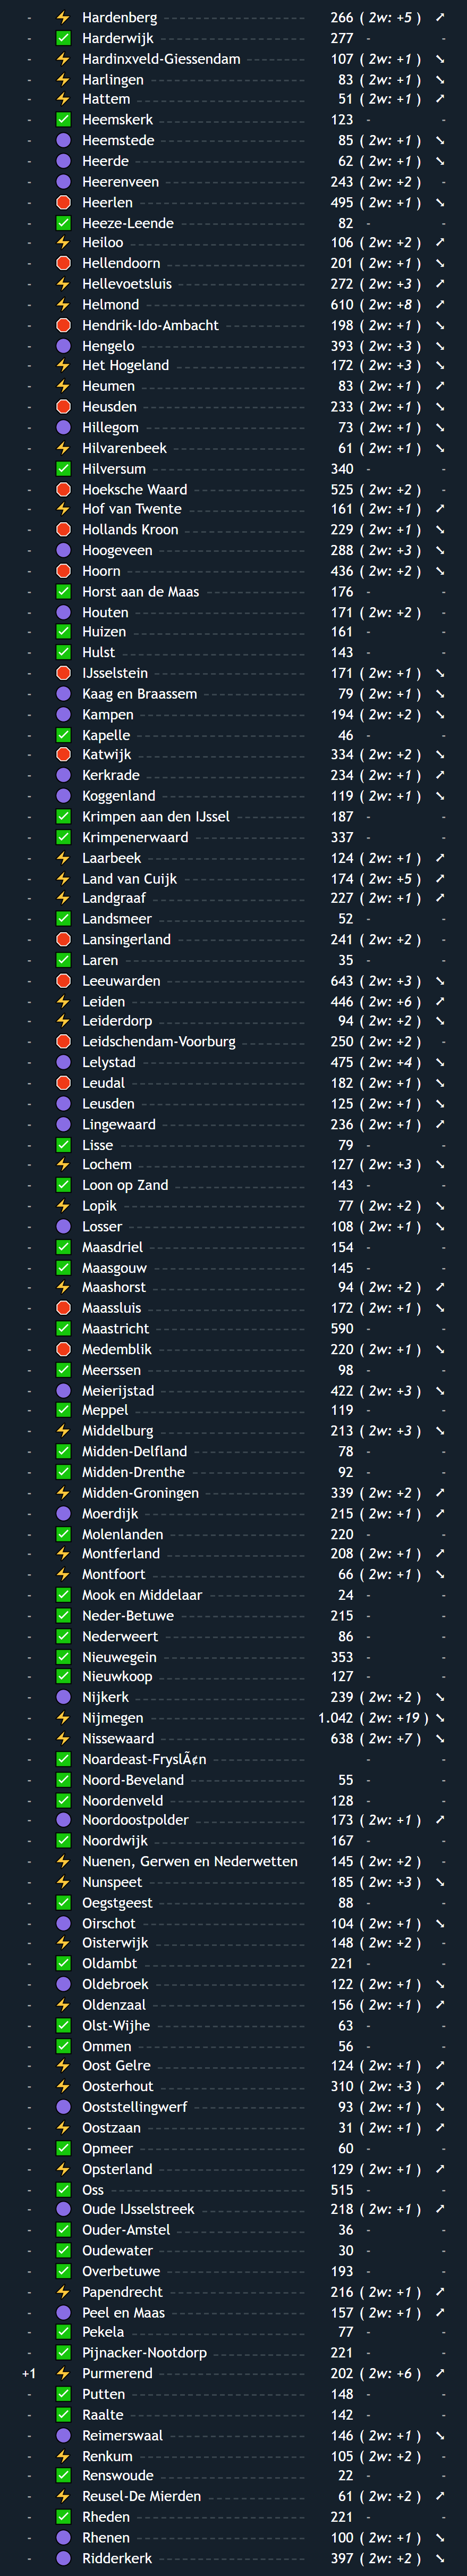 - ⚡ Hardenberg 266 ( 2w: +5 ) ↗
- ✅ Harderwijk 277 - -
- ⚡ Hardinxveld-Giessendam 107 ( 2w: +1 ) ↘
- ⚡ Harlingen 83 ( 2w: +1 ) ↘
- ⚡ Hattem 51 ( 2w: +1 ) ↗
- ✅ Heemskerk 123 - -
- 🟣 Heemstede 85 ( 2w: +1 ) ↘
- 🟣 Heerde 62 ( 2w: +1 ) ↘
- 🟣 Heerenveen 243 ( 2w: +2 ) -
- 🛑 Heerlen 495 ( 2w: +1 ) ↘
- ✅ Heeze-Leende 82 - -
- ⚡ Heiloo 106 ( 2w: +2 ) ↗
- 🛑 Hellendoorn 201 ( 2w: +1 ) ↘
- ⚡ Hellevoetsluis 272 ( 2w: +3 ) ↗
- ⚡ Helmond 610 ( 2w: +8 ) ↗
- 🛑 Hendrik-Ido-Ambacht 198 ( 2w: +1 ) ↘
- 🟣 Hengelo 393 ( 2w: +3 ) ↘
- ⚡ Het Hogeland 172 ( 2w: +3 ) ↗
- ⚡ Heumen 83 ( 2w: +1 ) ↗
- 🛑 Heusden 233 ( 2w: +1 ) ↘
- 🟣 Hillegom 73 ( 2w: +1 ) ↘
- ⚡ Hilvarenbeek 61 ( 2w: +1 ) ↘
- ✅ Hilversum 340 - -
- 🛑 Hoeksche Waard 525 ( 2w: +2 ) -
- ⚡ Hof van Twente 161 ( 2w: +1 ) ↗
- 🛑 Hollands Kroon 229 ( 2w: +1 ) ↘
- 🟣 Hoogeveen 288 ( 2w: +3 ) ↘
- 🛑 Hoorn 436 ( 2w: +2 ) ↘
- ✅ Horst aan de Maas 176 - -
- 🟣 Houten 171 ( 2w: +2 ) -
- ✅ Huizen 161 - -
- ✅ Hulst 143 - -
- 🛑 IJsselstein 171 ( 2w: +1 ) ↘
- 🟣 Kaag en Braassem 79 ( 2w: +1 ) ↘
- 🟣 Kampen 194 ( 2w: +2 ) ↘
- ✅ Kapelle 46 - -
- 🛑 Katwijk 334 ( 2w: +2 ) ↘
- 🟣 Kerkrade 234 ( 2w: +1 ) ↗
- 🟣 Koggenland 119 ( 2w: +1 ) ↘
- ✅ Krimpen aan den IJssel 187 - -
- ✅ Krimpenerwaard 337 - -
- ⚡ Laarbeek 124 ( 2w: +1 ) ↗
- ⚡ Land van Cuijk 174 ( 2w: +5 ) ↗
- ⚡ Landgraaf 227 ( 2w: +1 ) ↗
- ✅ Landsmeer 52 - -
- 🛑 Lansingerland 241 ( 2w: +2 ) -
- ✅ Laren 35 - -
- 🛑 Leeuwarden 643 ( 2w: +3 ) ↘
- ⚡ Leiden 446 ( 2w: +6 ) ↗
- ⚡ Leiderdorp 94 ( 2w: +2 ) ↘
- 🛑 Leidschendam-Voorburg 250 ( 2w: +2 ) -
- 🟣 Lelystad 475 ( 2w: +4 ) ↘
- 🛑 Leudal 182 ( 2w: +1 ) ↘
- 🟣 Leusden 125 ( 2w: +1 ) ↘
- 🟣 Lingewaard 236 ( 2w: +1 ) ↗
- ✅ Lisse 79 - -
- ⚡ Lochem 127 ( 2w: +3 ) ↘
- ✅ Loon op Zand 143 - -
- ⚡ Lopik 77 ( 2w: +2 ) ↘
- 🟣 Losser 108 ( 2w: +1 ) ↘
- ✅ Maasdriel 154 - -
- ✅ Maasgouw 145 - -
- ⚡ Maashorst 94 ( 2w: +2 ) ↗
- 🛑 Maassluis 172 ( 2w: +1 ) ↘
- ✅ Maastricht 590 - -
- 🛑 Medemblik 220 ( 2w: +1 ) ↘
- ✅ Meerssen 98 - -
- 🟣 Meierijstad 422 ( 2w: +3 ) ↘
- ✅ Meppel 119 - -
- ⚡ Middelburg 213 ( 2w: +3 ) ↘
- ✅ Midden-Delfland 78 - -
- ✅ Midden-Drenthe 92 - -
- ⚡ Midden-Groningen 339 ( 2w: +2 ) ↗
- 🟣 Moerdijk 215 ( 2w: +1 ) ↗
- ✅ Molenlanden 220 - -
- ⚡ Montferland 208 ( 2w: +1 ) ↗
- ⚡ Montfoort 66 ( 2w: +1 ) ↘
- ✅ Mook en Middelaar 24 - -
- ✅ Neder-Betuwe 215 - -
- ✅ Nederweert 86 - -
- ✅ Nieuwegein 353 - -
- ✅ Nieuwkoop 127 - -
- 🟣 Nijkerk 239 ( 2w: +2 ) ↘
- ⚡ Nijmegen 1.042 ( 2w: +19 ) ↘
- ⚡ Nissewaard 638 ( 2w: +7 ) ↘
- ✅ Noardeast-FryslÃ¢n - -
- ✅ Noord-Beveland 55 - -
- ✅ Noordenveld 128 - -
- 🟣 Noordoostpolder 173 ( 2w: +1 ) ↗
- ✅ Noordwijk 167 - -
- ⚡ Nuenen, Gerwen en Nederwetten 145 ( 2w: +2 ) -
- ⚡ Nunspeet 185 ( 2w: +3 ) ↘
- ✅ Oegstgeest 88 - -
- 🟣 Oirschot 104 ( 2w: +1 ) ↘
- ⚡ Oisterwijk 148 ( 2w: +2 ) -
- ✅ Oldambt 221 - -
- 🟣 Oldebroek 122 ( 2w: +1 ) ↘
- ⚡ Oldenzaal 156 ( 2w: +1 ) ↗
- ✅ Olst-Wijhe 63 - -
- ✅ Ommen 56 - -
- ⚡ Oost Gelre 124 ( 2w: +1 ) ↗
- ⚡ Oosterhout 310 ( 2w: +3 ) ↗
- 🟣 Ooststellingwerf 93 ( 2w: +1 ) ↘
- ⚡ Oostzaan 31 ( 2w: +1 ) ↗
- ✅ Opmeer 60 - -
- ⚡ Opsterland 129 ( 2w: +1 ) ↗
- ✅ Oss 515 - -
- 🟣 Oude IJsselstreek 218 ( 2w: +1 ) ↗
- ✅ Ouder-Amstel 36 - -
- ✅ Oudewater 30 - -
- ✅ Overbetuwe 193 - -
- ⚡ Papendrecht 216 ( 2w: +1 ) ↗
- 🟣 Peel en Maas 157 ( 2w: +1 ) ↗
- ✅ Pekela 77 - -
- ✅ Pijnacker-Nootdorp 221 - -
+1 ⚡ Purmerend 202 ( 2w: +6 ) ↗
- ✅ Putten 148 - -
- ✅ Raalte 142 - -
- 🟣 Reimerswaal 146 ( 2w: +1 ) ↘
- ⚡ Renkum 105 ( 2w: +2 ) -
- ✅ Renswoude 22 - -
- ⚡ Reusel-De Mierden 61 ( 2w: +2 ) ↗
- ✅ Rheden 221 - -
- 🟣 Rhenen 100 ( 2w: +1 ) ↘
- 🟣 Ridderkerk 397 ( 2w: +2 ) ↘